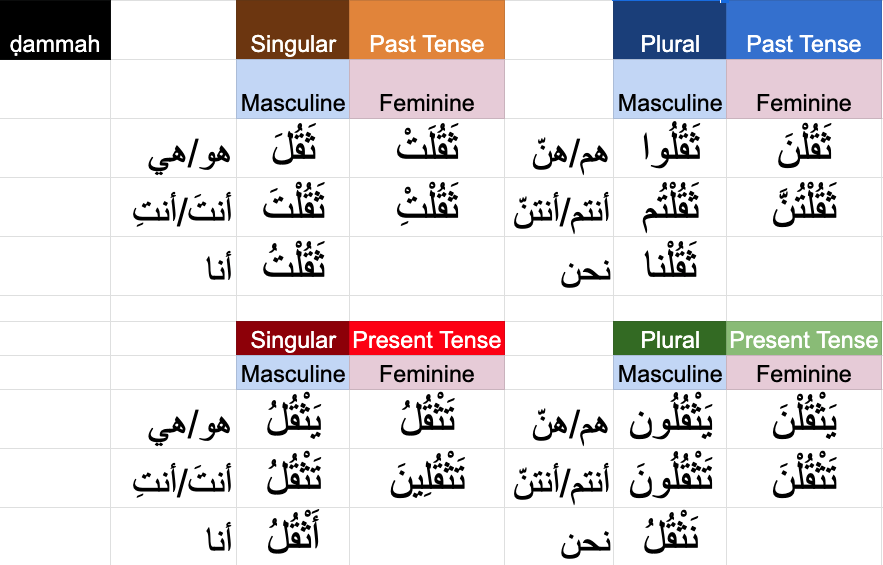 ḍammah Singular Past Tense Plural Past Tense
Masculine Feminine Masculine Feminine
هو/هي ثَقُلَ ثَقُلَتْ هم/هنّ ثَقُلُوا ثَقُلْنَ
أنتَ/أنتِ ثَقُلْتَ ثَقُلْتِْ أنتم/أنتنّ ثَقُلْتُم ثَقُلْتُنَّ
أنا ثَقُلْتُ نحن ثَقُلْنا
Singular Present Tense Plural Present Tense
Masculine Feminine Masculine Feminine
هو/هي يَثْقُلُ تَثْقُلُ هم/هنّ يَثْقُلُون يَثْقُلْنَ
أنتَ/أنتِ تَثْقُلُ تَثْقُلِينَ أنتم/أنتنّ تَثْقُلُونَ تَثْقُلْنَ
أنا أَثْقُلُ نحن نَثْقُلُ